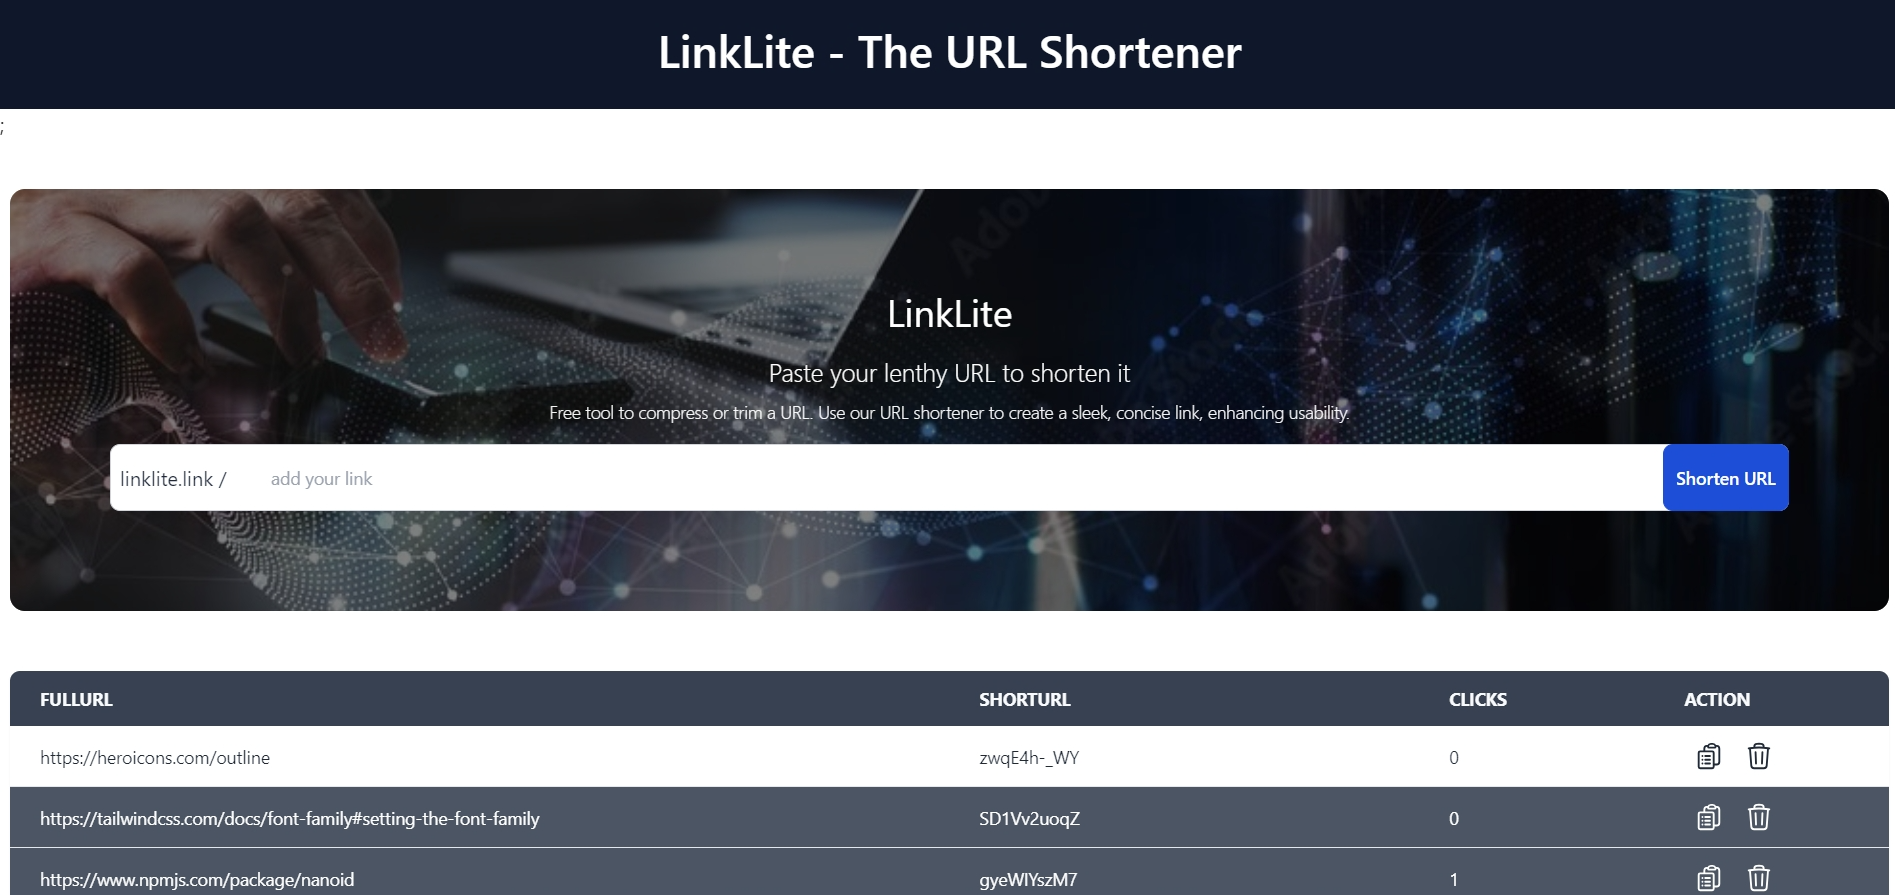 LinkLite - The URL Shortener
;
LinkLite
Paste your lenthy URL to shorten it
Free tool to compress or trim a URL. Use our URL shortener to create a sleek, concise link, enhancing usability.
linklite.link / add your link Shorten URL
FULLURL SHORTURL CLICKS ACTION
https://heroicons.com/outline zwqE4h-_WY 0
https://tailwindcss.com/docs/font-family#setting-the-font-family SD1Vv2uoqZ 0
https://www.npmjs.com/package/nanoid 1